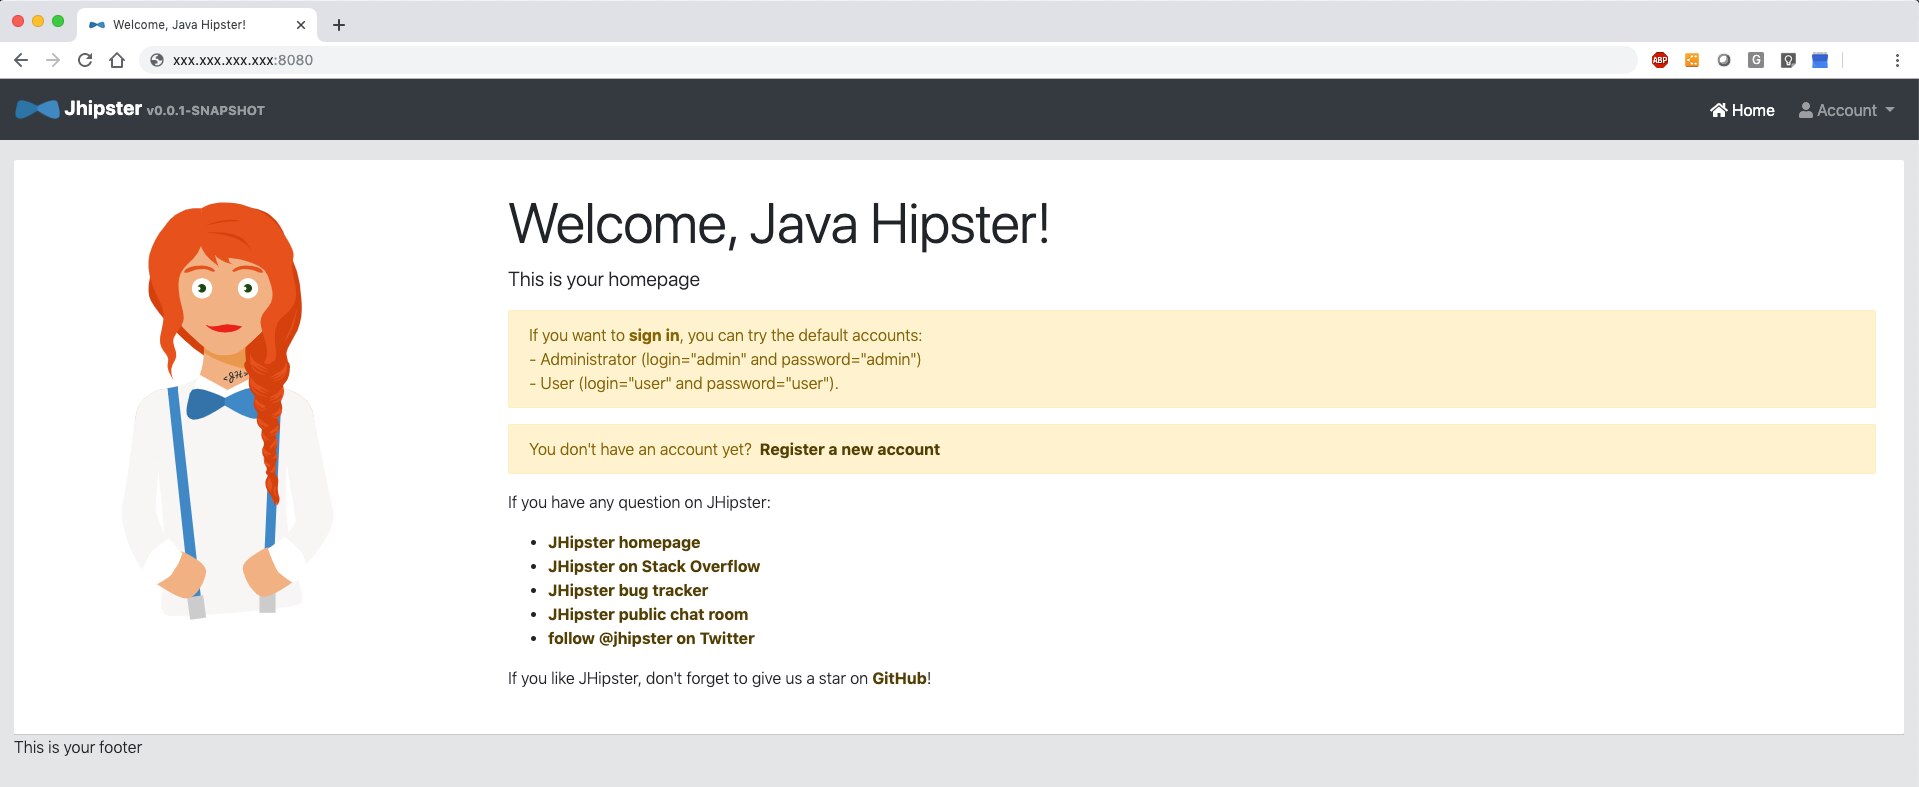 Welcome, Java Hipster!
xxx.xxx.xxx.xxx:8080
ABP
G
Jhipster v0.0.1-SNAPSHOT
Home
Account
Welcome, Java Hipster!
This is your homepage
If you want to sign in, you can try the default accounts:
- Administrator (login="admin" and password="admin")
- User (login="user" and password="user").
<JH>
You don't have an account yet?  Register a new account
If you have any question on JHipster:
• JHipster homepage
• JHipster on Stack Overflow
• JHipster bug tracker
• JHipster public chat room
• follow @jhipster on Twitter
If you like JHipster, don't forget to give us a star on GitHub!
This is your footer